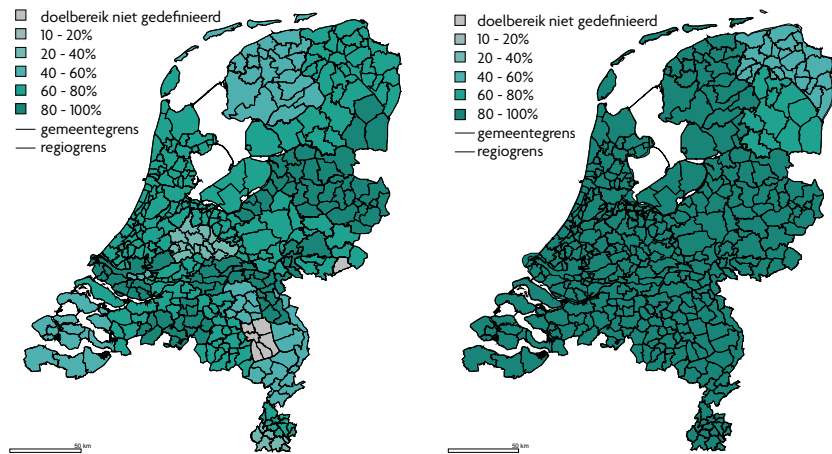 doelbereik niet gedefinieerd
10 - 20%
20 - 40%
40 - 60%
60 - 80%
80 - 100%
gemeentegrens
regiogrens
50 km
doelbereik niet gedefinieerd
10 - 20%
20 - 40%
40 - 60%
60 - 80%
80 - 100%
gemeentegrens
regiogrens
50 km